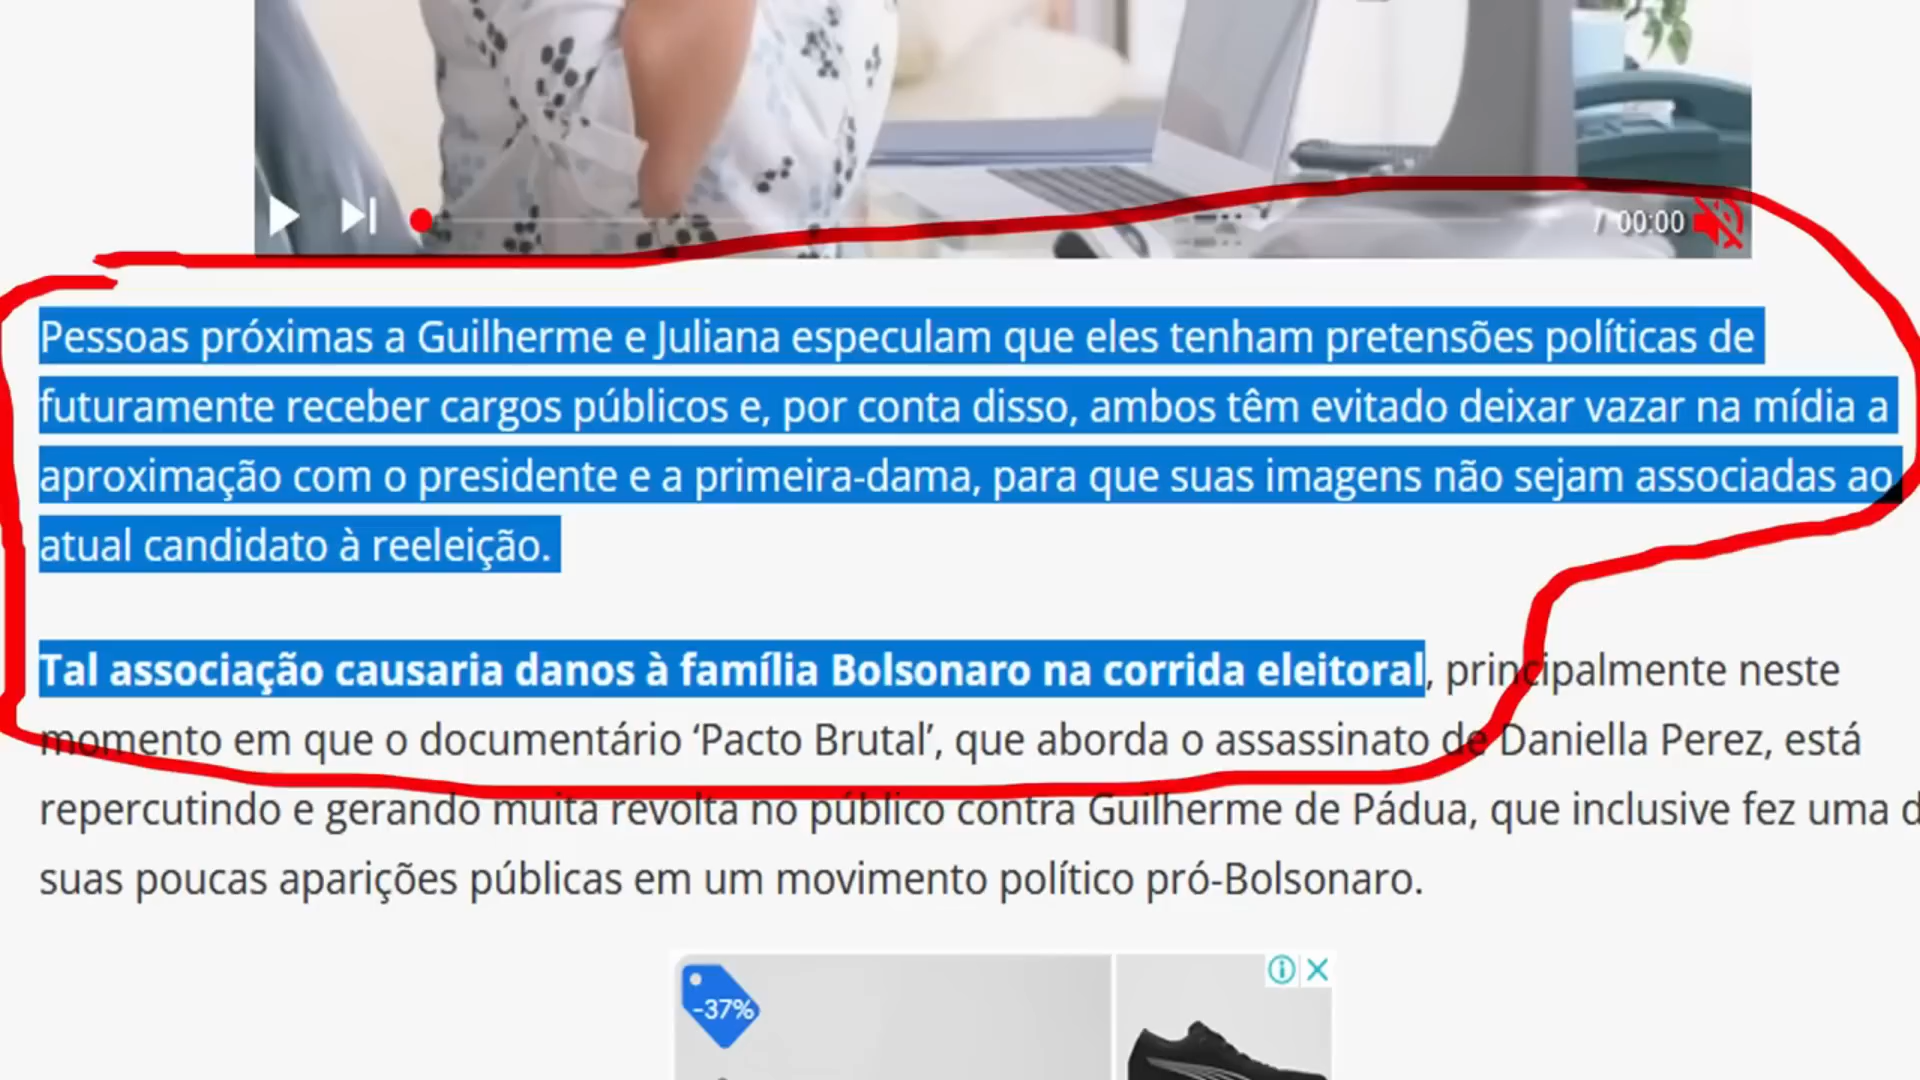 / 00:00
Pessoas próximas a Guilherme e Juliana especulam que eles tenham pretensões políticas de
futuramente receber cargos públicos e, por conta disso, ambos têm evitado deixar vazar na mídia a
aproximação com o presidente e a primeira-dama, para que suas imagens não sejam associadas ao
atual candidato à reeleição.
Tal associação causaria danos à família Bolsonaro na corrida eleitoral, principalmente neste
momento em que o documentário ‘Pacto Brutal’, que aborda o assassinato de Daniella Perez, está
repercutindo e gerando muita revolta no público contra Guilherme de Pádua, que inclusive fez uma d
suas poucas aparições públicas em um movimento político pró-Bolsonaro.
-37%